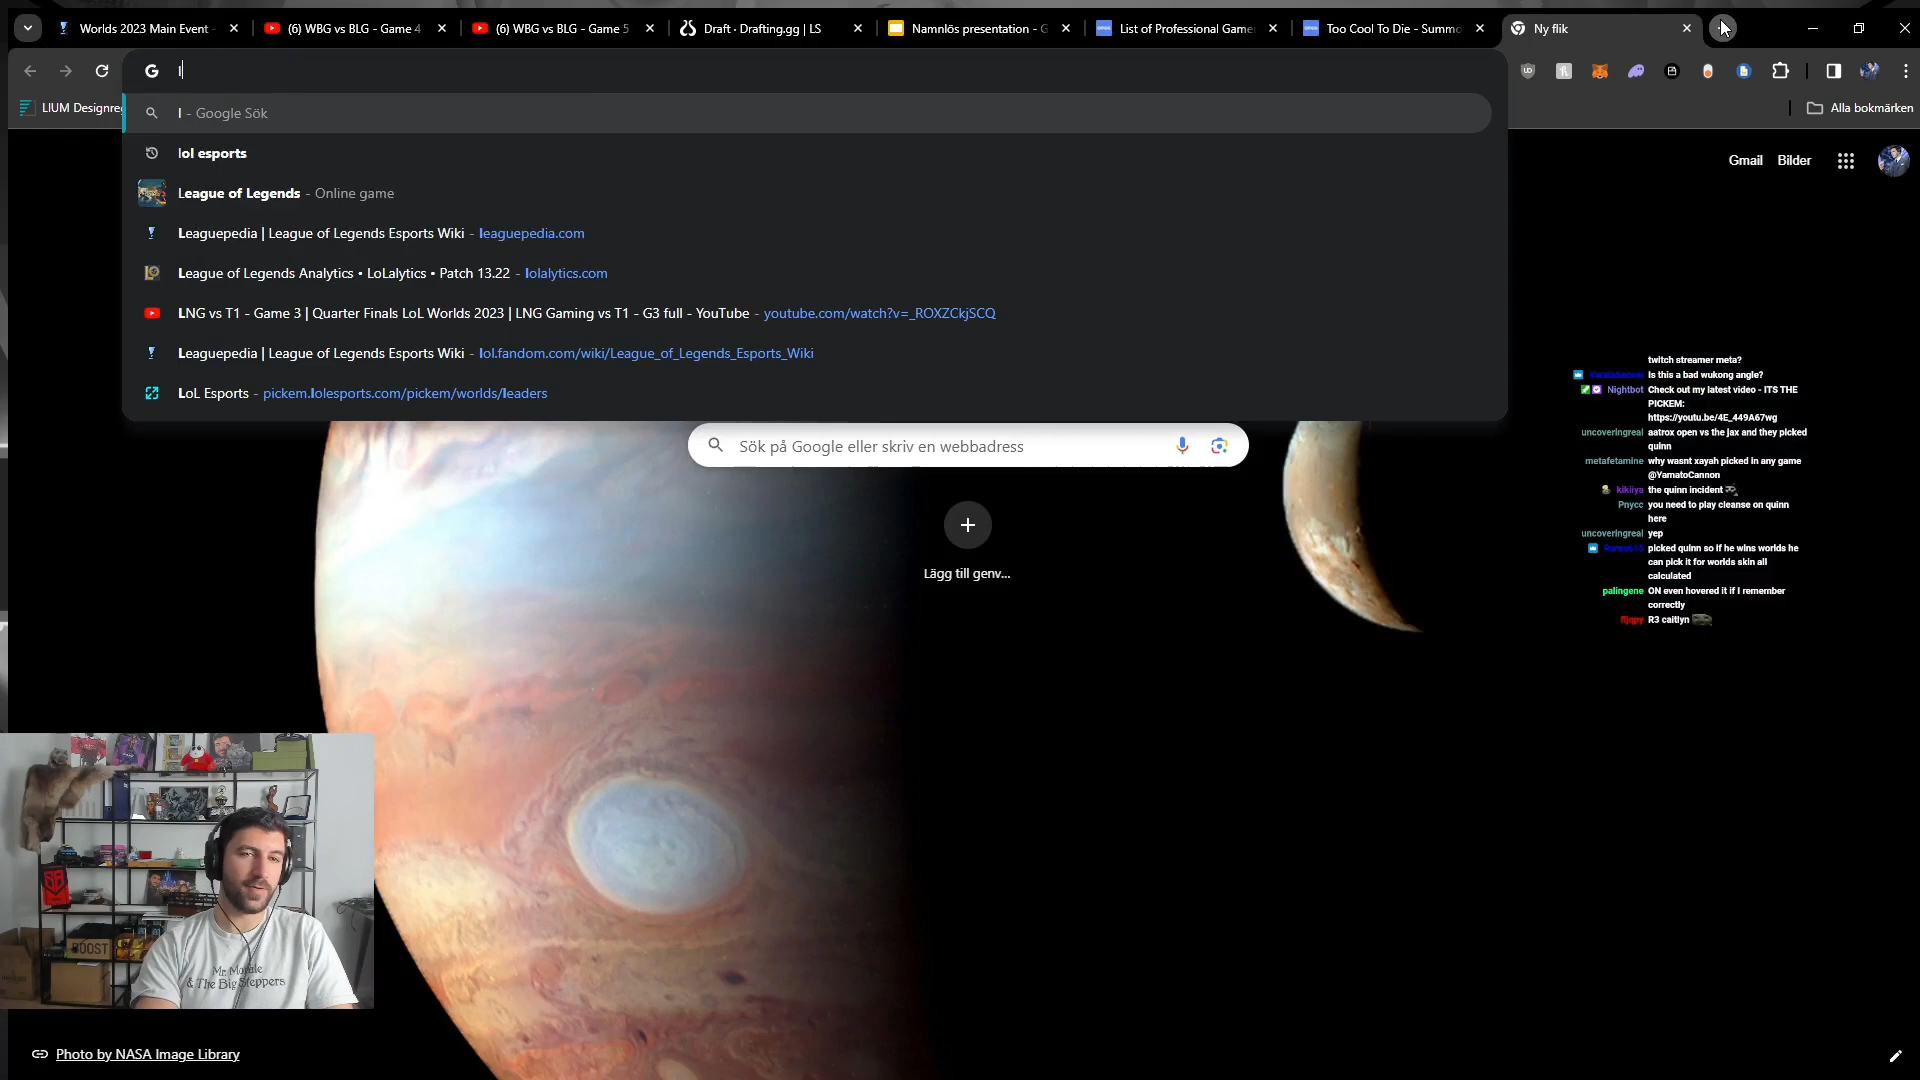 Worlds 2023 Main Event -
(6) WBG vs BLG - Game 4
(6) WBG vs BLG - Game 5
Draft · Drafting.gg | LS
Namnlös presentation - G
List of Professional Game
Too Cool To Die - Summo
Ny flik
l
LIUM Designre
Alla bokmärken
l - Google Sök
lol esports
League of Legends - Online game
Leaguepedia | League of Legends Esports Wiki - leaguepedia.com
League of Legends Analytics • LoLalytics • Patch 13.22 - lolalytics.com
LNG vs T1 - Game 3 | Quarter Finals LoL Worlds 2023 | LNG Gaming vs T1 - G3 full - YouTube - youtube.com/watch?v=_ROXZCkjSCQ
Leaguepedia | League of Legends Esports Wiki - lol.fandom.com/wiki/League_of_Legends_Esports_Wiki
LoL Esports - pickem.lolesports.com/pickem/worlds/leaders
Gmail Bilder
Sök på Google eller skriv en webbadress
Lägg till genv...
twitch streamer meta?
Is this a bad wukong angle?
Nightbot Check out my latest video - ITS THE
PICKEM:
https://youtu.be/4E_449A67wg
uncoveringreal aatrox open vs the jax and they picked
quinn
metafetamine why wasnt xayah picked in any game
@YamatoCannon
kikiiya the quinn incident
Pnycc you need to play cleanse on quinn
here
uncoveringreal yep
picked quinn so if he wins worlds he
can pick it for worlds skin all
calculated
palingene ON even hovered it if I remember
correctly
R3 caitlyn
BOOST
Mr. Morale
& The Big Steppers
Photo by NASA Image Library